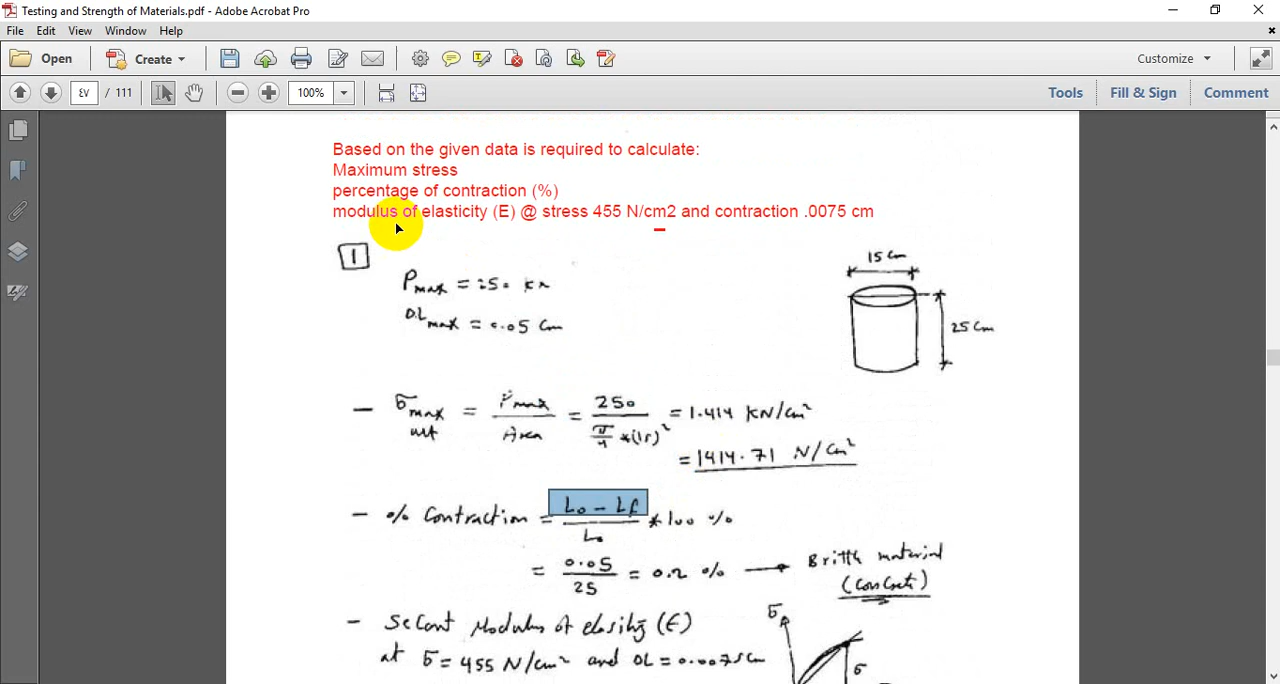 Testing and Strength of Materials.pdf - Adobe Acrobat Pro
File Edit View Window Help
Open Create Customize
٤٧ / 111 100% Tools Fill & Sign Comment
Based on the given data is required to calculate:
Maximum stress
percentage of contraction (%)
modulus of elasticity (E) @ stress 455 N/cm2 and contraction .0075 cm
1
15 Cm
Pmax = 250 KN
ΔLmax = 0.05 Cm
25 Cm
- σmax = Pmax / Area = 250 / π/4 * (15)² = 1.414 KN/cm²
ult
= 1414.71 N/cm²
- % Contraction = Lo - Lf / Lo * 100 %
= 0.05 / 25 = 0.2 % → Brittle material
(Concrete)
- Secant Modulus of elasticity (E)
σ
at σ = 455 N/cm² and ΔL = 0.0075 cm
σ